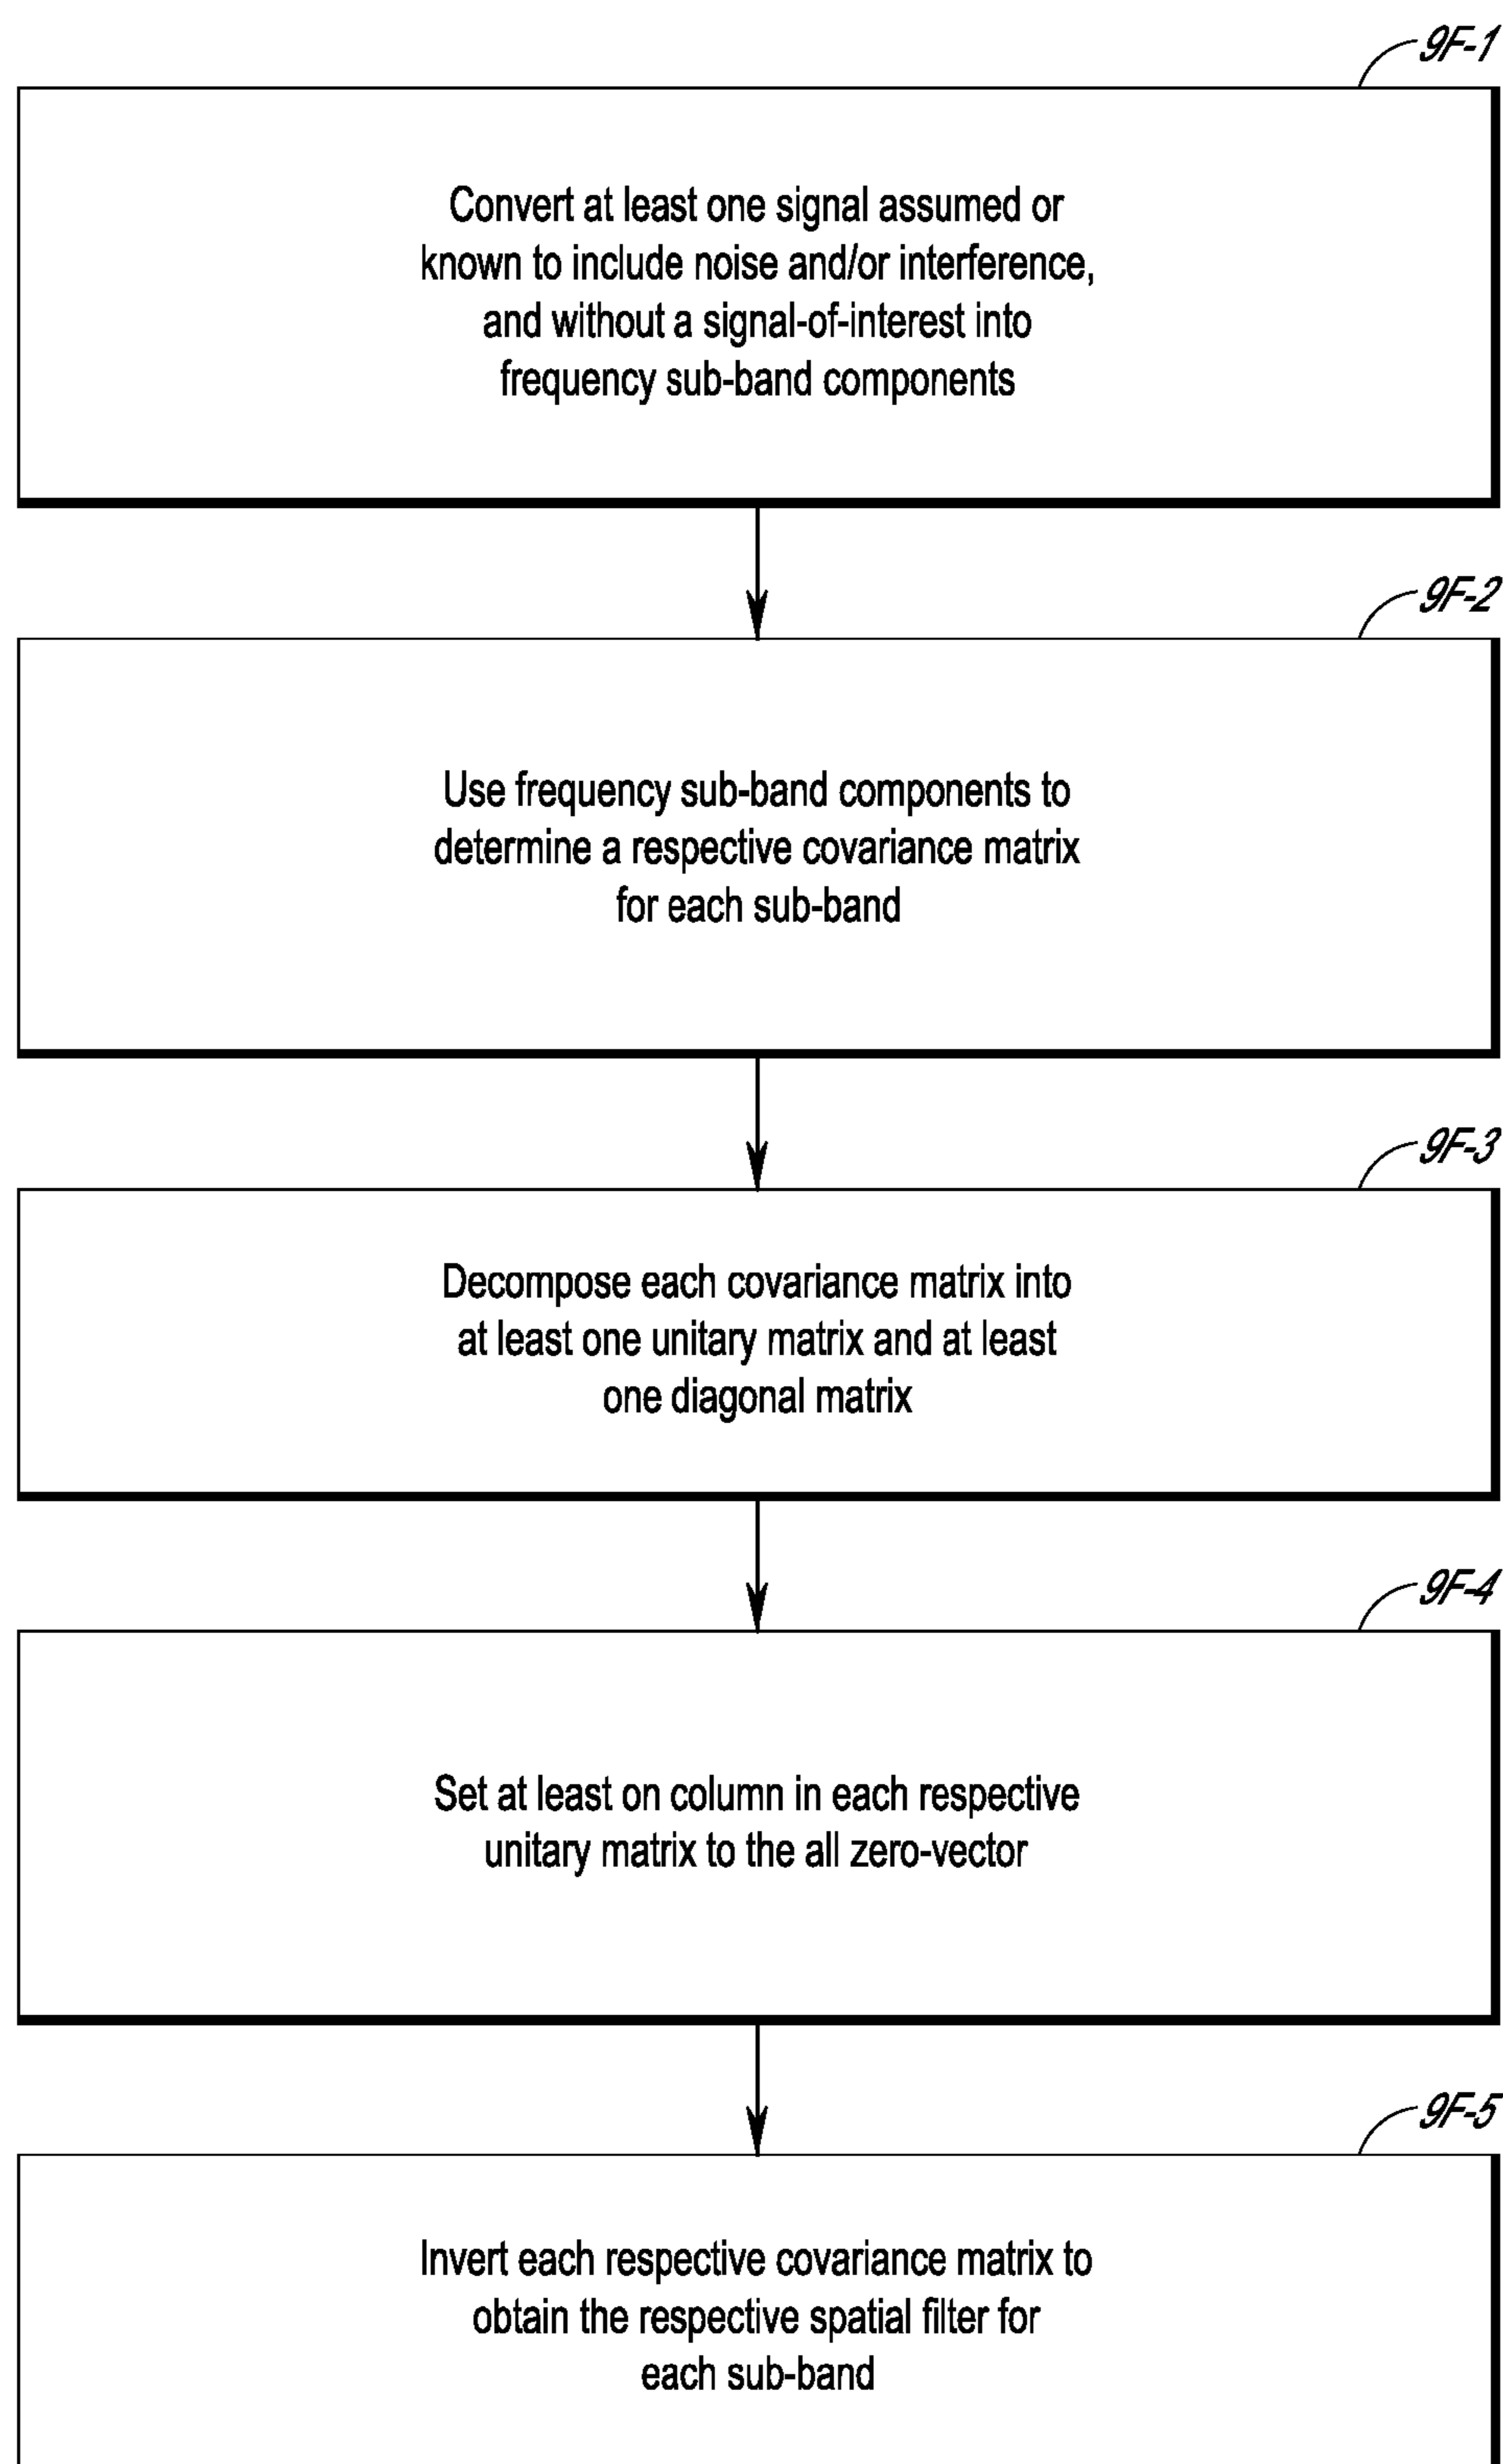 9F-1
Convert at least one signal assumed or
known to include noise and/or interference,
and without a signal-of-interest into
frequency sub-band components
9F-2
Use frequency sub-band components to
determine a respective covariance matrix
for each sub-band
9F-3
Decompose each covariance matrix into
at least one unitary matrix and at least
one diagonal matrix
9F-4
Set at least on column in each respective
unitary matrix to the all zero-vector
9F-5
Invert each respective covariance matrix to
obtain the respective spatial filter for
each sub-band